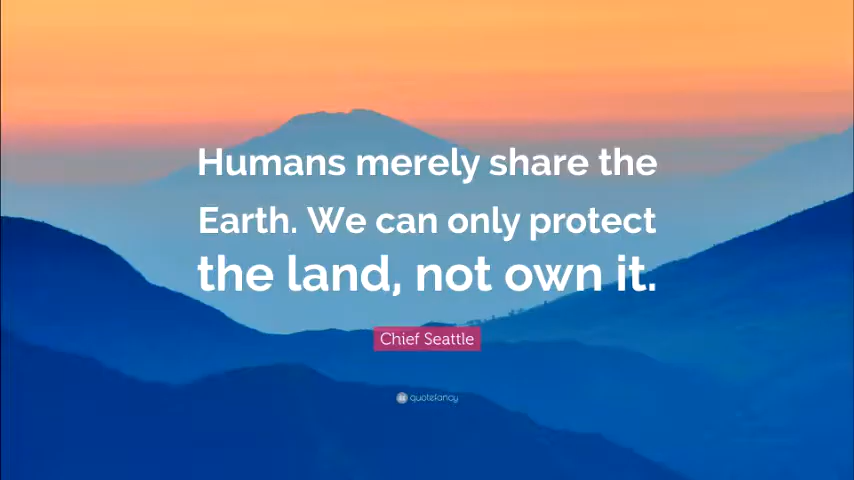 Humans merely share the
Earth. We can only protect
the land, not own it.
Chief Seattle
quotefancy